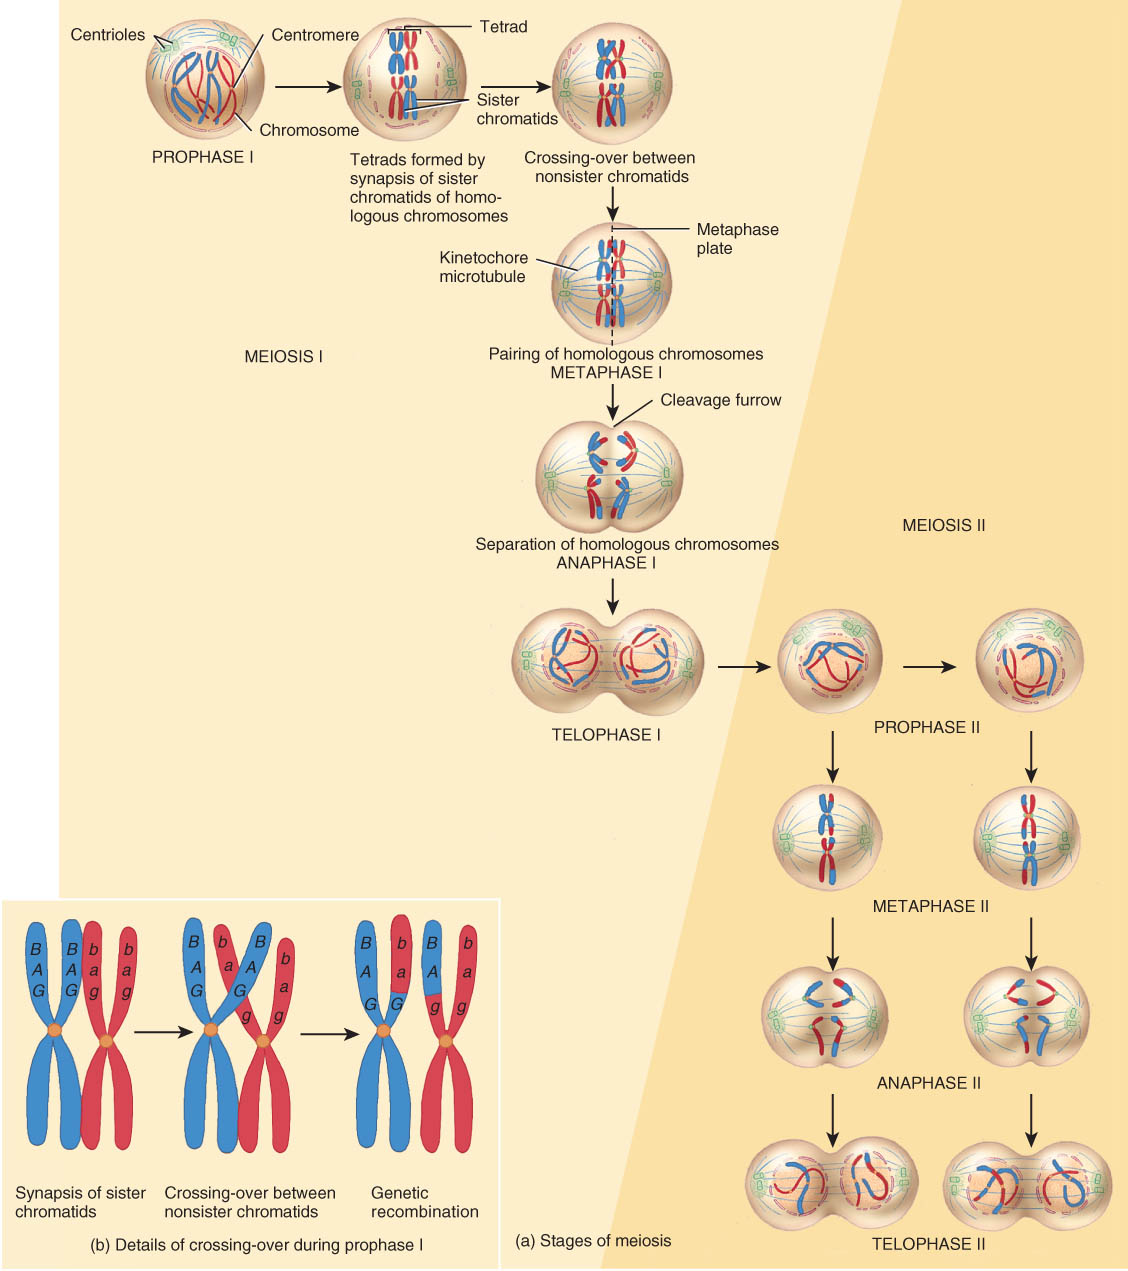 Centrioles
Centromere
Chromosome
PROPHASE I
Tetrad
Sister
chromatids
Tetrads formed by
synapsis of sister
chromatids of homo-
logous chromosomes
Crossing-over between
nonsister chromatids
Metaphase
plate
Kinetochore
microtubule
MEIOSIS I
Pairing of homologous chromosomes
METAPHASE I
Cleavage furrow
Separation of homologous chromosomes
ANAPHASE I
TELOPHASE I
MEIOSIS II
PROPHASE II
METAPHASE II
ANAPHASE II
TELOPHASE II
B B b b
A A a a
G G g g
B b B b
A a A a
G G g
g
B b B b
A a A a
G G g g
Synapsis of sister
chromatids
Crossing-over between
nonsister chromatids
Genetic
recombination
(b) Details of crossing-over during prophase I
(a) Stages of meiosis